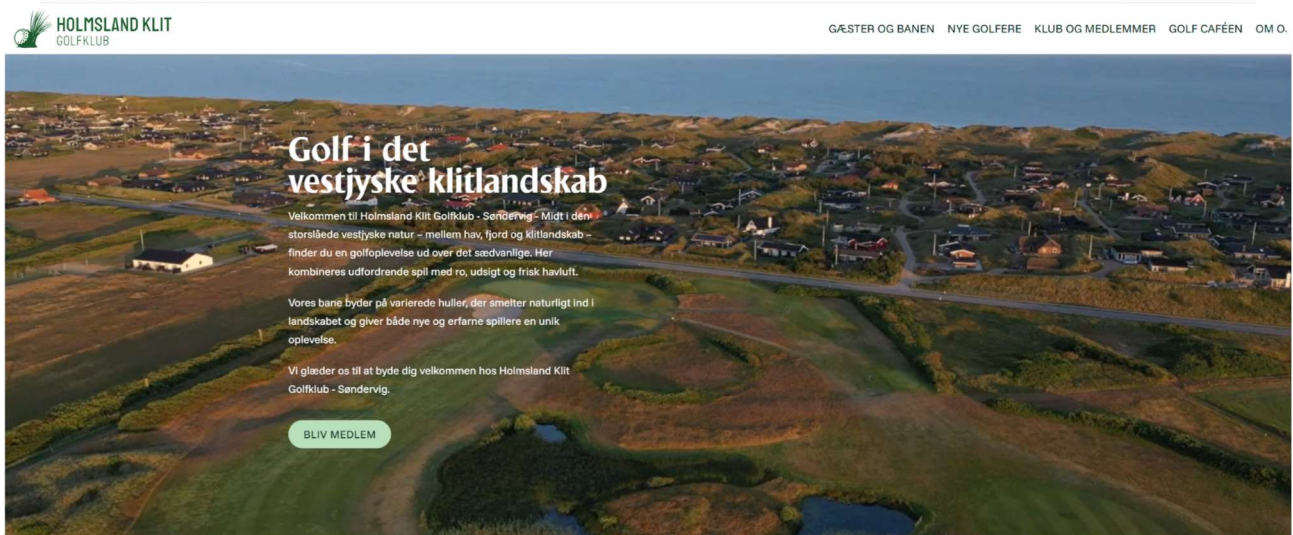 HOLMSLAND KLIT
GOLFKLUB
GÆSTER OG BANEN NYE GOLFERE KLUB OG MEDLEMMER GOLF CAFÉEN OM O.
Golf i det
vestjyske klitlandskab
Velkommen til Holmsland Klit Golfklub - Søndervig - Midt i den
storslåede vestjyske natur – mellem hav, fjord og klitlandskab –
finder du en golfoplevelse ud over det sædvanlige. Her
kombineres udfordrende spil med ro, udsigt og frisk havluft.
Vores bane byder på varierede huller, der smelter naturligt ind i
landskabet og giver både nye og erfarne spillere en unik
oplevelse.
Vi glæder os til at byde dig velkommen hos Holmsland Klit
Golfklub - Søndervig.
BLIV MEDLEM